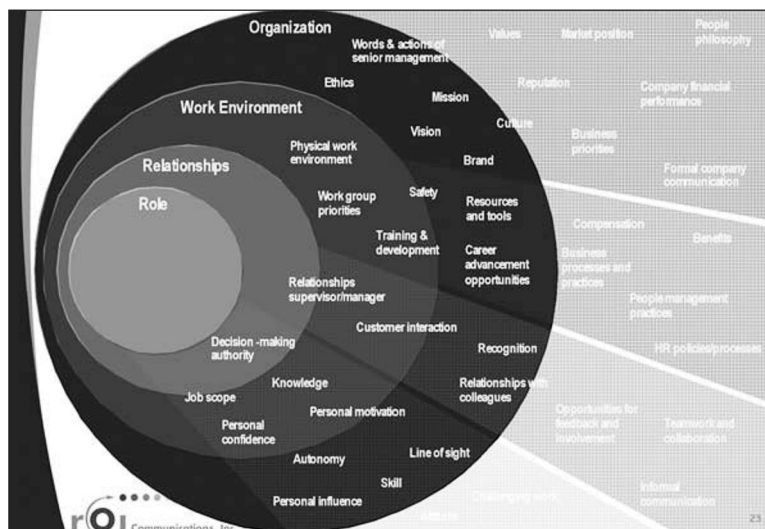 Organization
Words & actions of
senior management
Values
Market position
People
philosophy
Ethics
Mission
Reputation
Company financial
performance
Work Environment
Vision
Culture
Business
priorities
Physical work
environment
Brand
Formal company
communication
Relationships
Work group
priorities
Safety
Resources
and tools
Role
Training &
development
Career
advancement
opportunities
Compensation
Benefits
Business
processes and
practices
People management
practices
Relationships
supervisor/manager
Customer interaction
Recognition
HR policies/processes
Decision -making
authority
Knowledge
Relationships with
colleagues
Job scope
Personal motivation
Opportunities for
feedback and
involvement
Teamwork and
collaboration
Personal
confidence
Autonomy
Line of sight
Skill
Personal influence
Challenging work
Informal
communication
roi
Communications, Inc
23